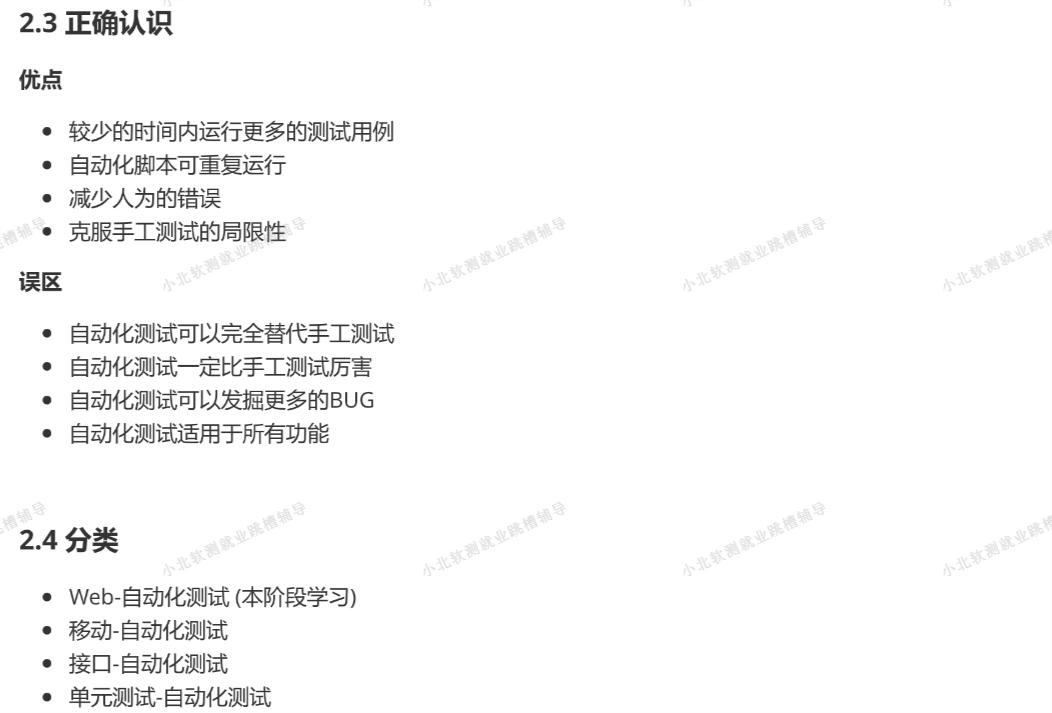 2.3 正确认识
优点
• 较少的时间内运行更多的测试用例
• 自动化脚本可重复运行
• 减少人为的错误
• 克服手工测试的局限性
误区
• 自动化测试可以完全替代手工测试
• 自动化测试一定比手工测试厉害
• 自动化测试可以发掘更多的BUG
• 自动化测试适用于所有功能
2.4 分类
• Web-自动化测试 (本阶段学习)
• 移动-自动化测试
• 接口-自动化测试
• 单元测试-自动化测试
小北软测就业跳槽辅导
小北软测就业跳槽辅导
小北软测就业跳槽辅导
小北软测就业跳槽辅导
小北软测就业跳槽辅导
小北软测就业跳槽辅导